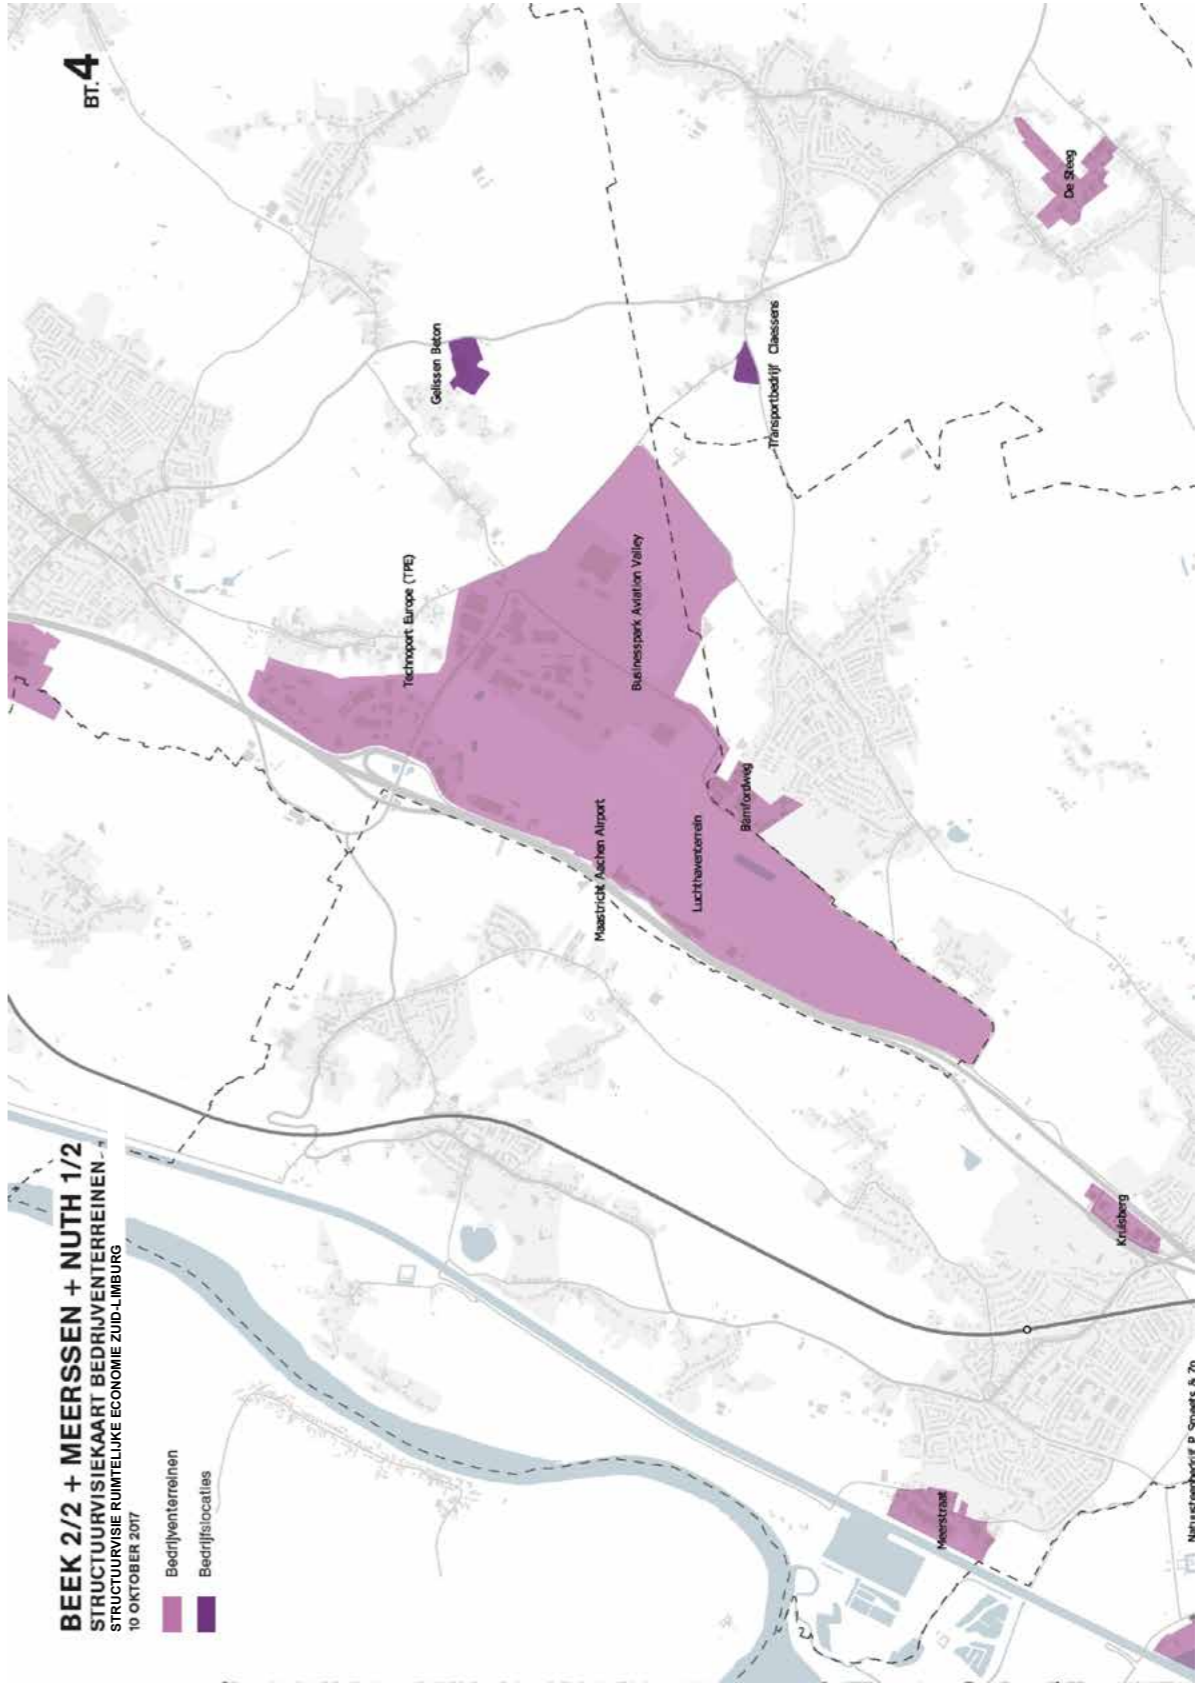 BEEK 2/2 + MEERSSEN + NUTH 1/2
STRUCTUURVISIEKAART BEDRIJVENTERREINEN
STRUCTUURVISIE RUIMTELIJKE ECONOMIE ZUID-LIMBURG
10 OKTOBER 2017
Bedrijventerreinen
Bedrijfslocaties
BT.4
Gelissen Beton
Technoport Europe (TPE)
Maastricht Aachen Airport
Businesspark Aviation Valley
Luchthaventerrein
Bamfordweg
Transportbedrijf Claessens
De Steeg
Kruisberg
Meerstraat